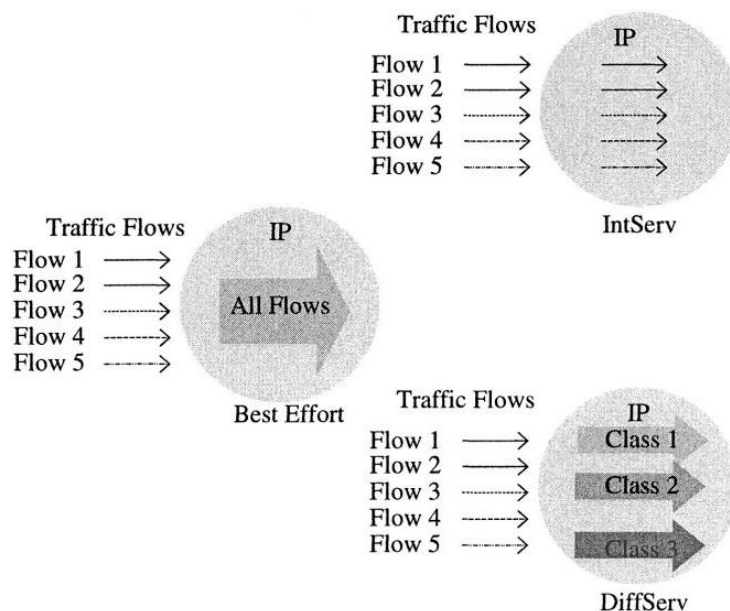 Traffic Flows
IP
Flow 1
Flow 2
Flow 3
Flow 4
Flow 5
IntServ
Traffic Flows
IP
Flow 1
Flow 2
Flow 3
Flow 4
Flow 5
All Flows
Best Effort
Traffic Flows
IP
Flow 1
Flow 2
Flow 3
Flow 4
Flow 5
Class 1
Class 2
Class 3
DiffServ